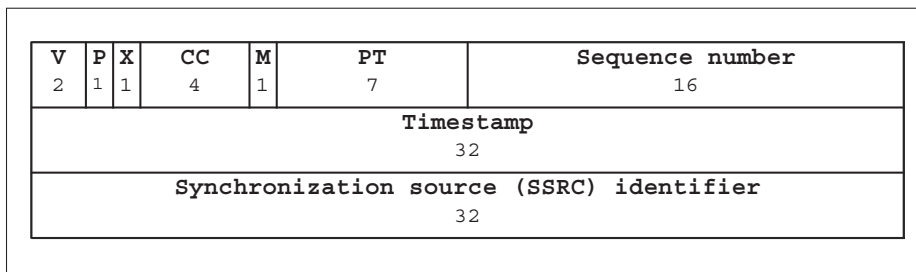 V P X CC M PT Sequence number
2 1 1 4 1 7 16
Timestamp
32
Synchronization source (SSRC) identifier
32